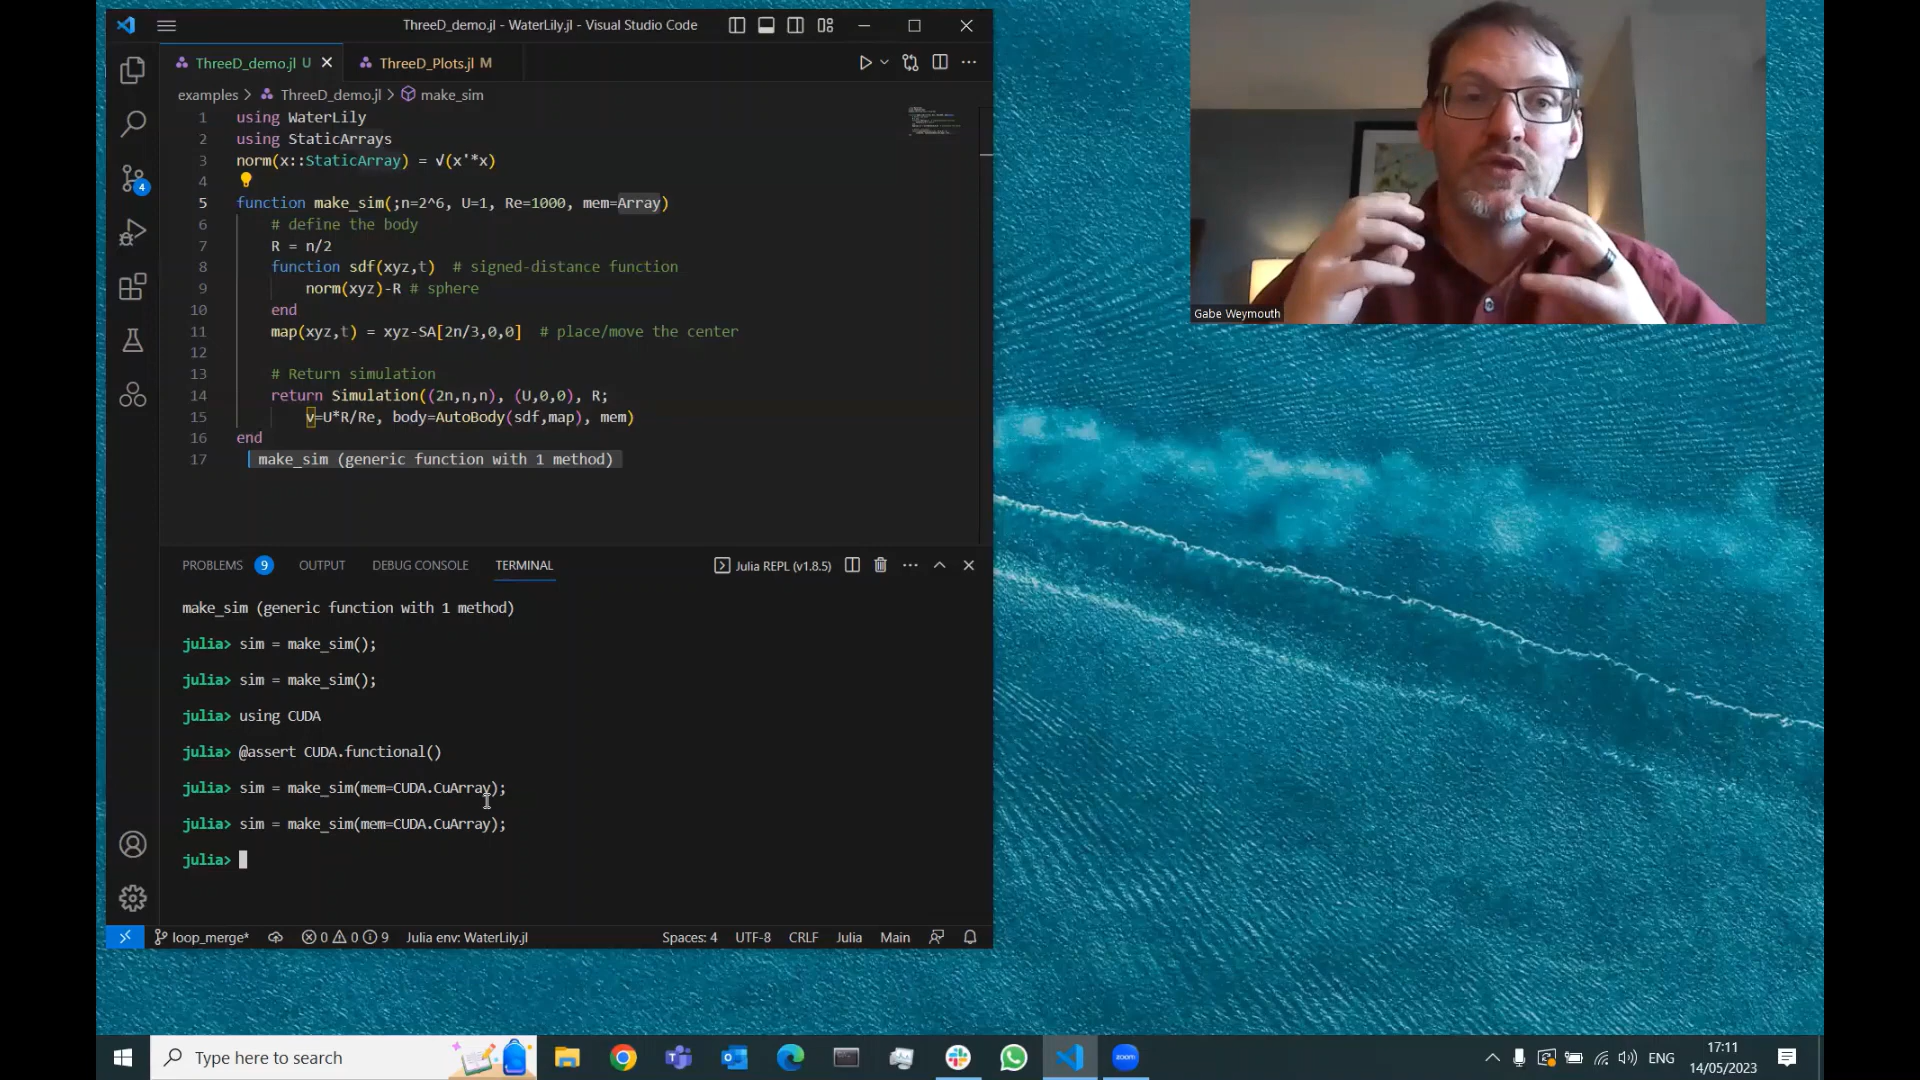 ThreeD_demo.jl - WaterLily.jl - Visual Studio Code
ThreeD_demo.jl U
ThreeD_Plots.jl M
examples > ThreeD_demo.jl > make_sim
1 using WaterLily
2 using StaticArrays
3 norm(x::StaticArray) = √(x'*x)
4
5 function make_sim(;n=2^6, U=1, Re=1000, mem=Array)
6 # define the body
7 R = n/2
8 function sdf(xyz,t) # signed-distance function
9 norm(xyz)-R # sphere
10 end
11 map(xyz,t) = xyz-SA[2n/3,0,0] # place/move the center
12
13 # Return simulation
14 return Simulation((2n,n,n), (U,0,0), R;
15 ν=U*R/Re, body=AutoBody(sdf,map), mem)
16 end
17 make_sim (generic function with 1 method)
4
PROBLEMS 9 OUTPUT DEBUG CONSOLE TERMINAL Julia REPL (v1.8.5)
make_sim (generic function with 1 method)
julia> sim = make_sim();
julia> sim = make_sim();
julia> using CUDA
julia> @assert CUDA.functional()
julia> sim = make_sim(mem=CUDA.CuArray);
julia> sim = make_sim(mem=CUDA.CuArray);
julia>
loop_merge* 0 0 9 Julia env: WaterLily.jl Spaces: 4 UTF-8 CRLF Julia Main
Gabe Weymouth
Type here to search
zoom
ENG
17:11
14/05/2023